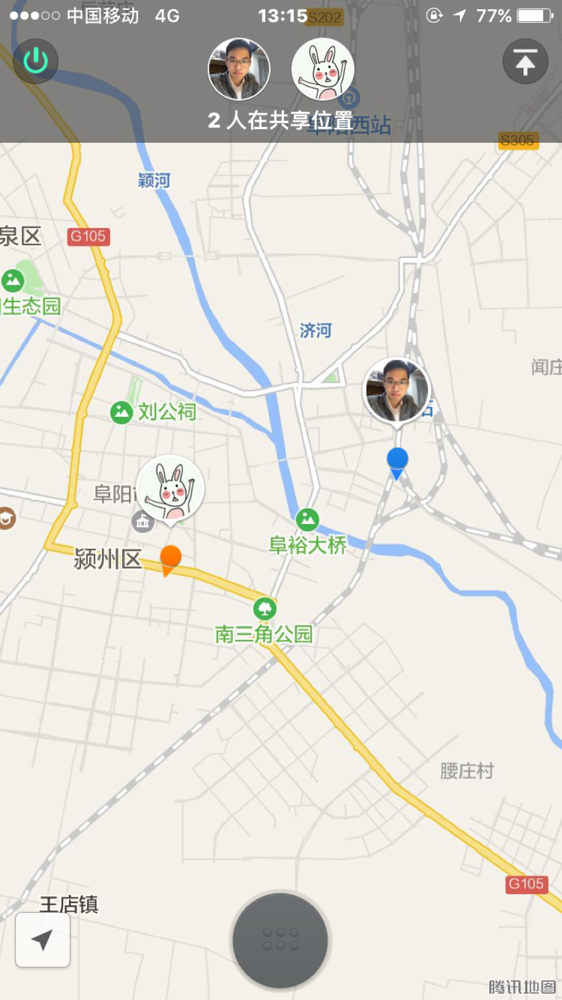 中国移动 4G 13:15 77%
S202
2 人在共享位置
阜阳西站
S305
颍河
泉区
G105
生态园
济河
闻庄
刘公祠
站
阜阳
阜裕大桥
颍州区
南三角公园
腰庄村
G105
王店镇
腾讯地图